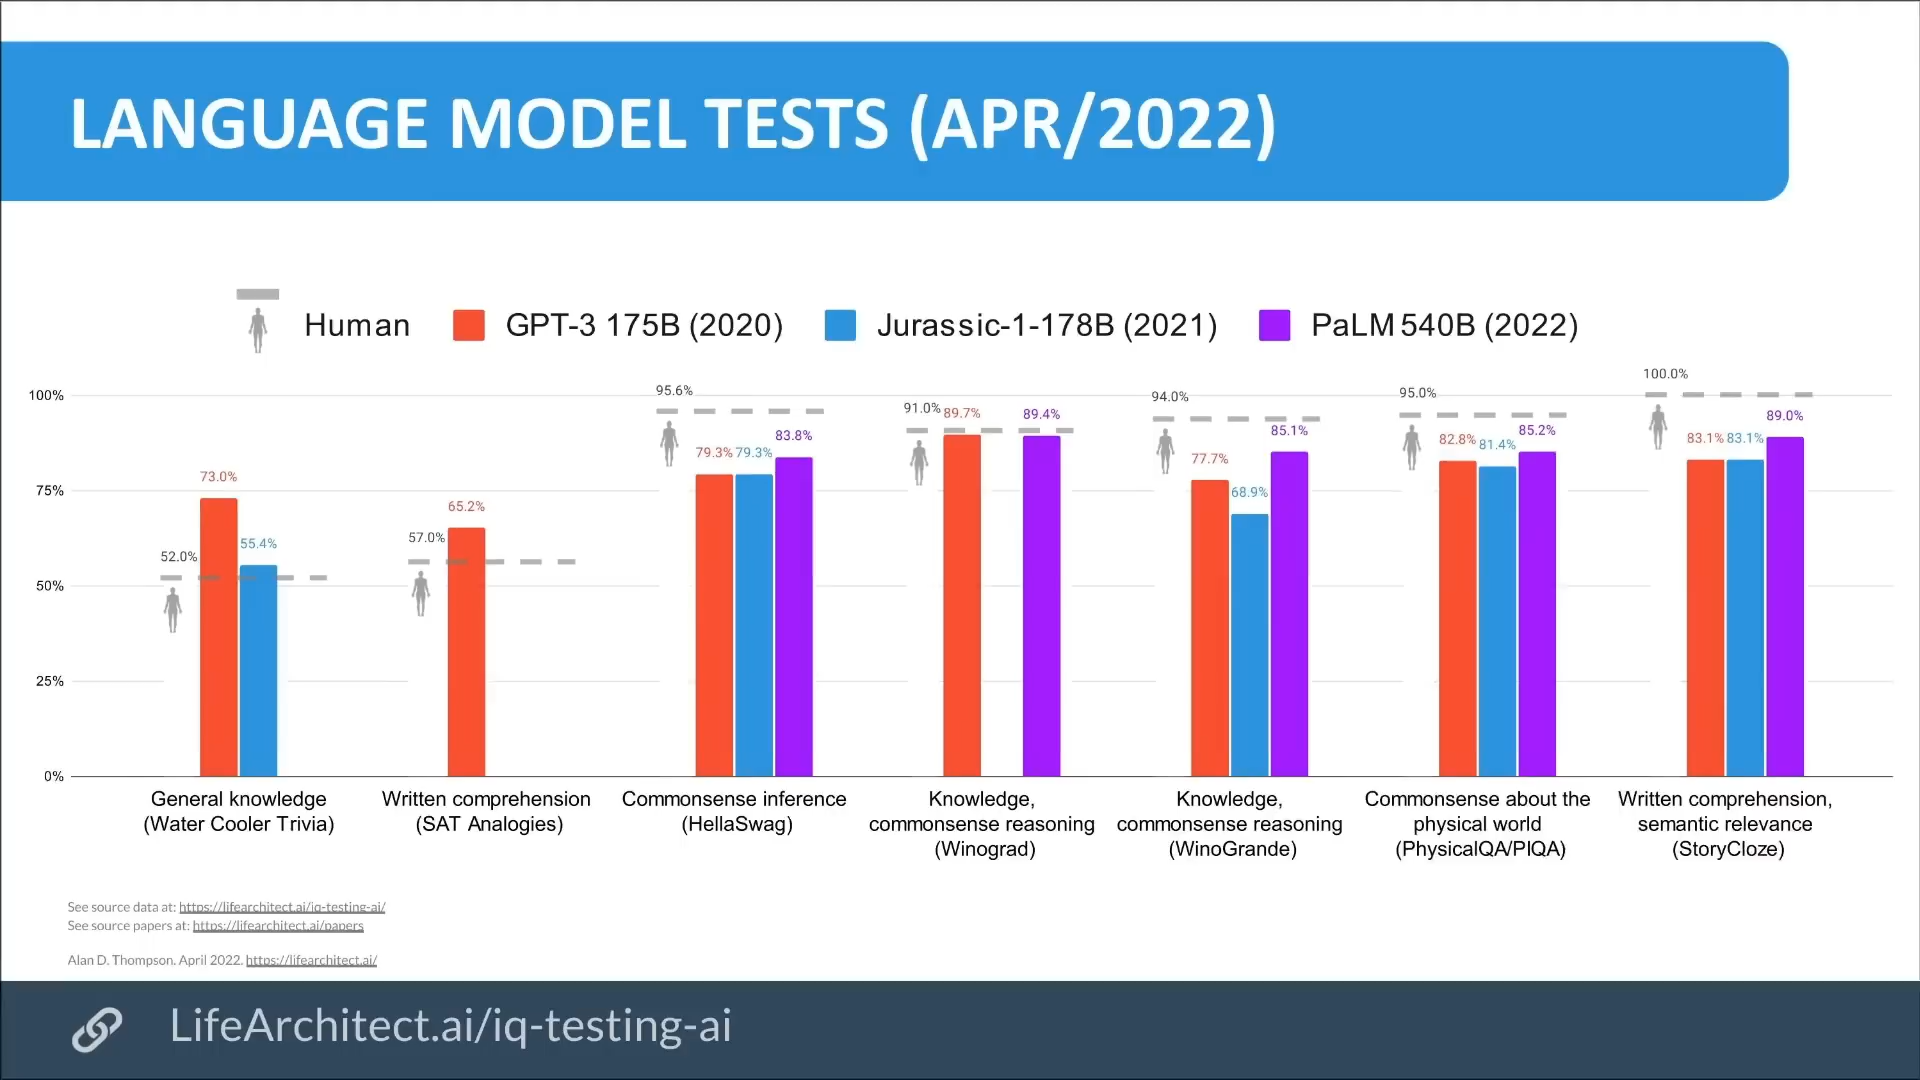 LANGUAGE MODEL TESTS (APR/2022)
Human
GPT-3 175B (2020)
Jurassic-1-178B (2021)
PaLM 540B (2022)
100%
75%
50%
25%
0%
52.0%
73.0%
55.4%
57.0%
65.2%
95.6%
79.3%
79.3%
83.8%
91.0%
89.7%
89.4%
94.0%
77.7%
68.9%
85.1%
95.0%
82.8%
81.4%
85.2%
100.0%
83.1%
83.1%
89.0%
General knowledge
(Water Cooler Trivia)
Written comprehension
(SAT Analogies)
Commonsense inference
(HellaSwag)
Knowledge,
commonsense reasoning
(Winograd)
Knowledge,
commonsense reasoning
(WinoGrande)
Commonsense about the
physical world
(PhysicalQA/PIQA)
Written comprehension,
semantic relevance
(StoryCloze)
See source data at: https://lifearchitect.ai/iq-testing-ai/
See source papers at: https://lifearchitect.ai/papers
Alan D. Thompson. April 2022. https://lifearchitect.ai/
LifeArchitect.ai/iq-testing-ai